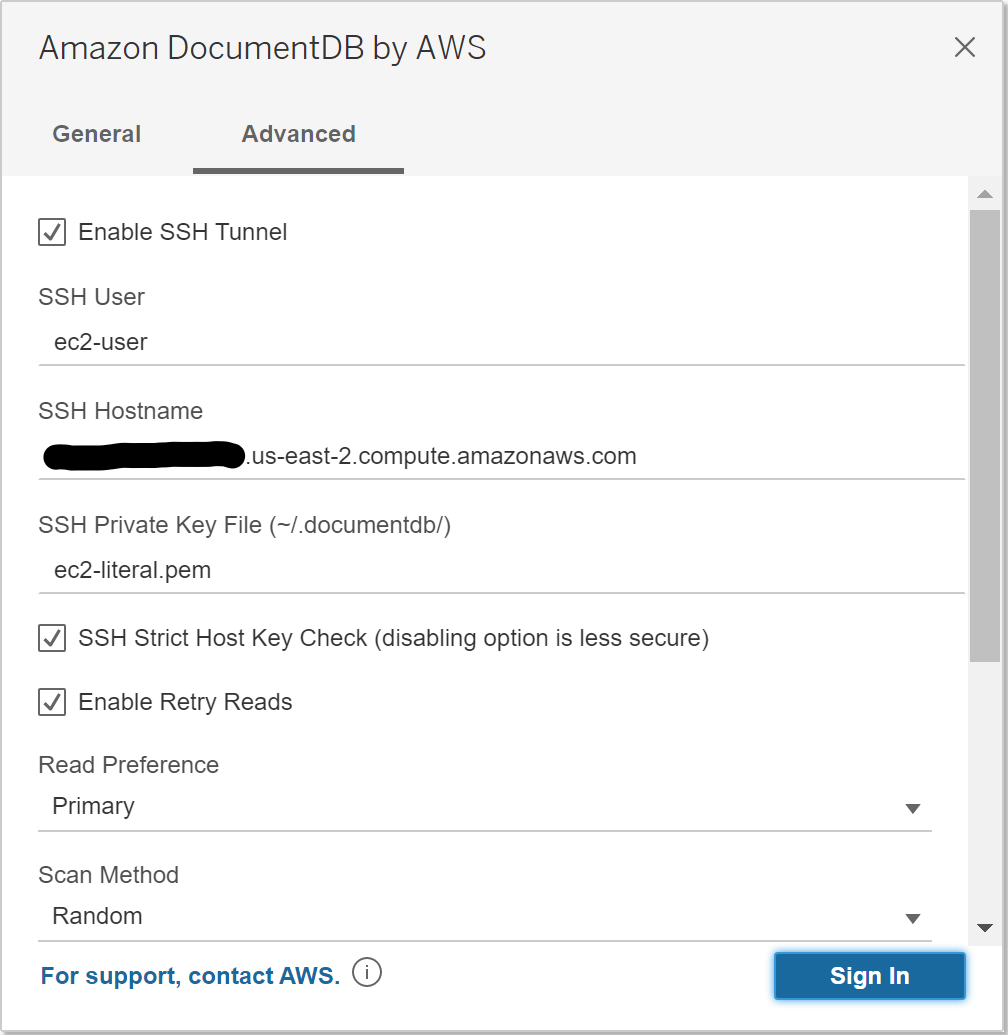 Amazon DocumentDB by AWS
General
Advanced
Enable SSH Tunnel
SSH User
ec2-user
SSH Hostname
.us-east-2.compute.amazonaws.com
SSH Private Key File (~/.documentdb/)
ec2-literal.pem
SSH Strict Host Key Check (disabling option is less secure)
Enable Retry Reads
Read Preference
Primary
Scan Method
Random
For support, contact AWS.
Sign In